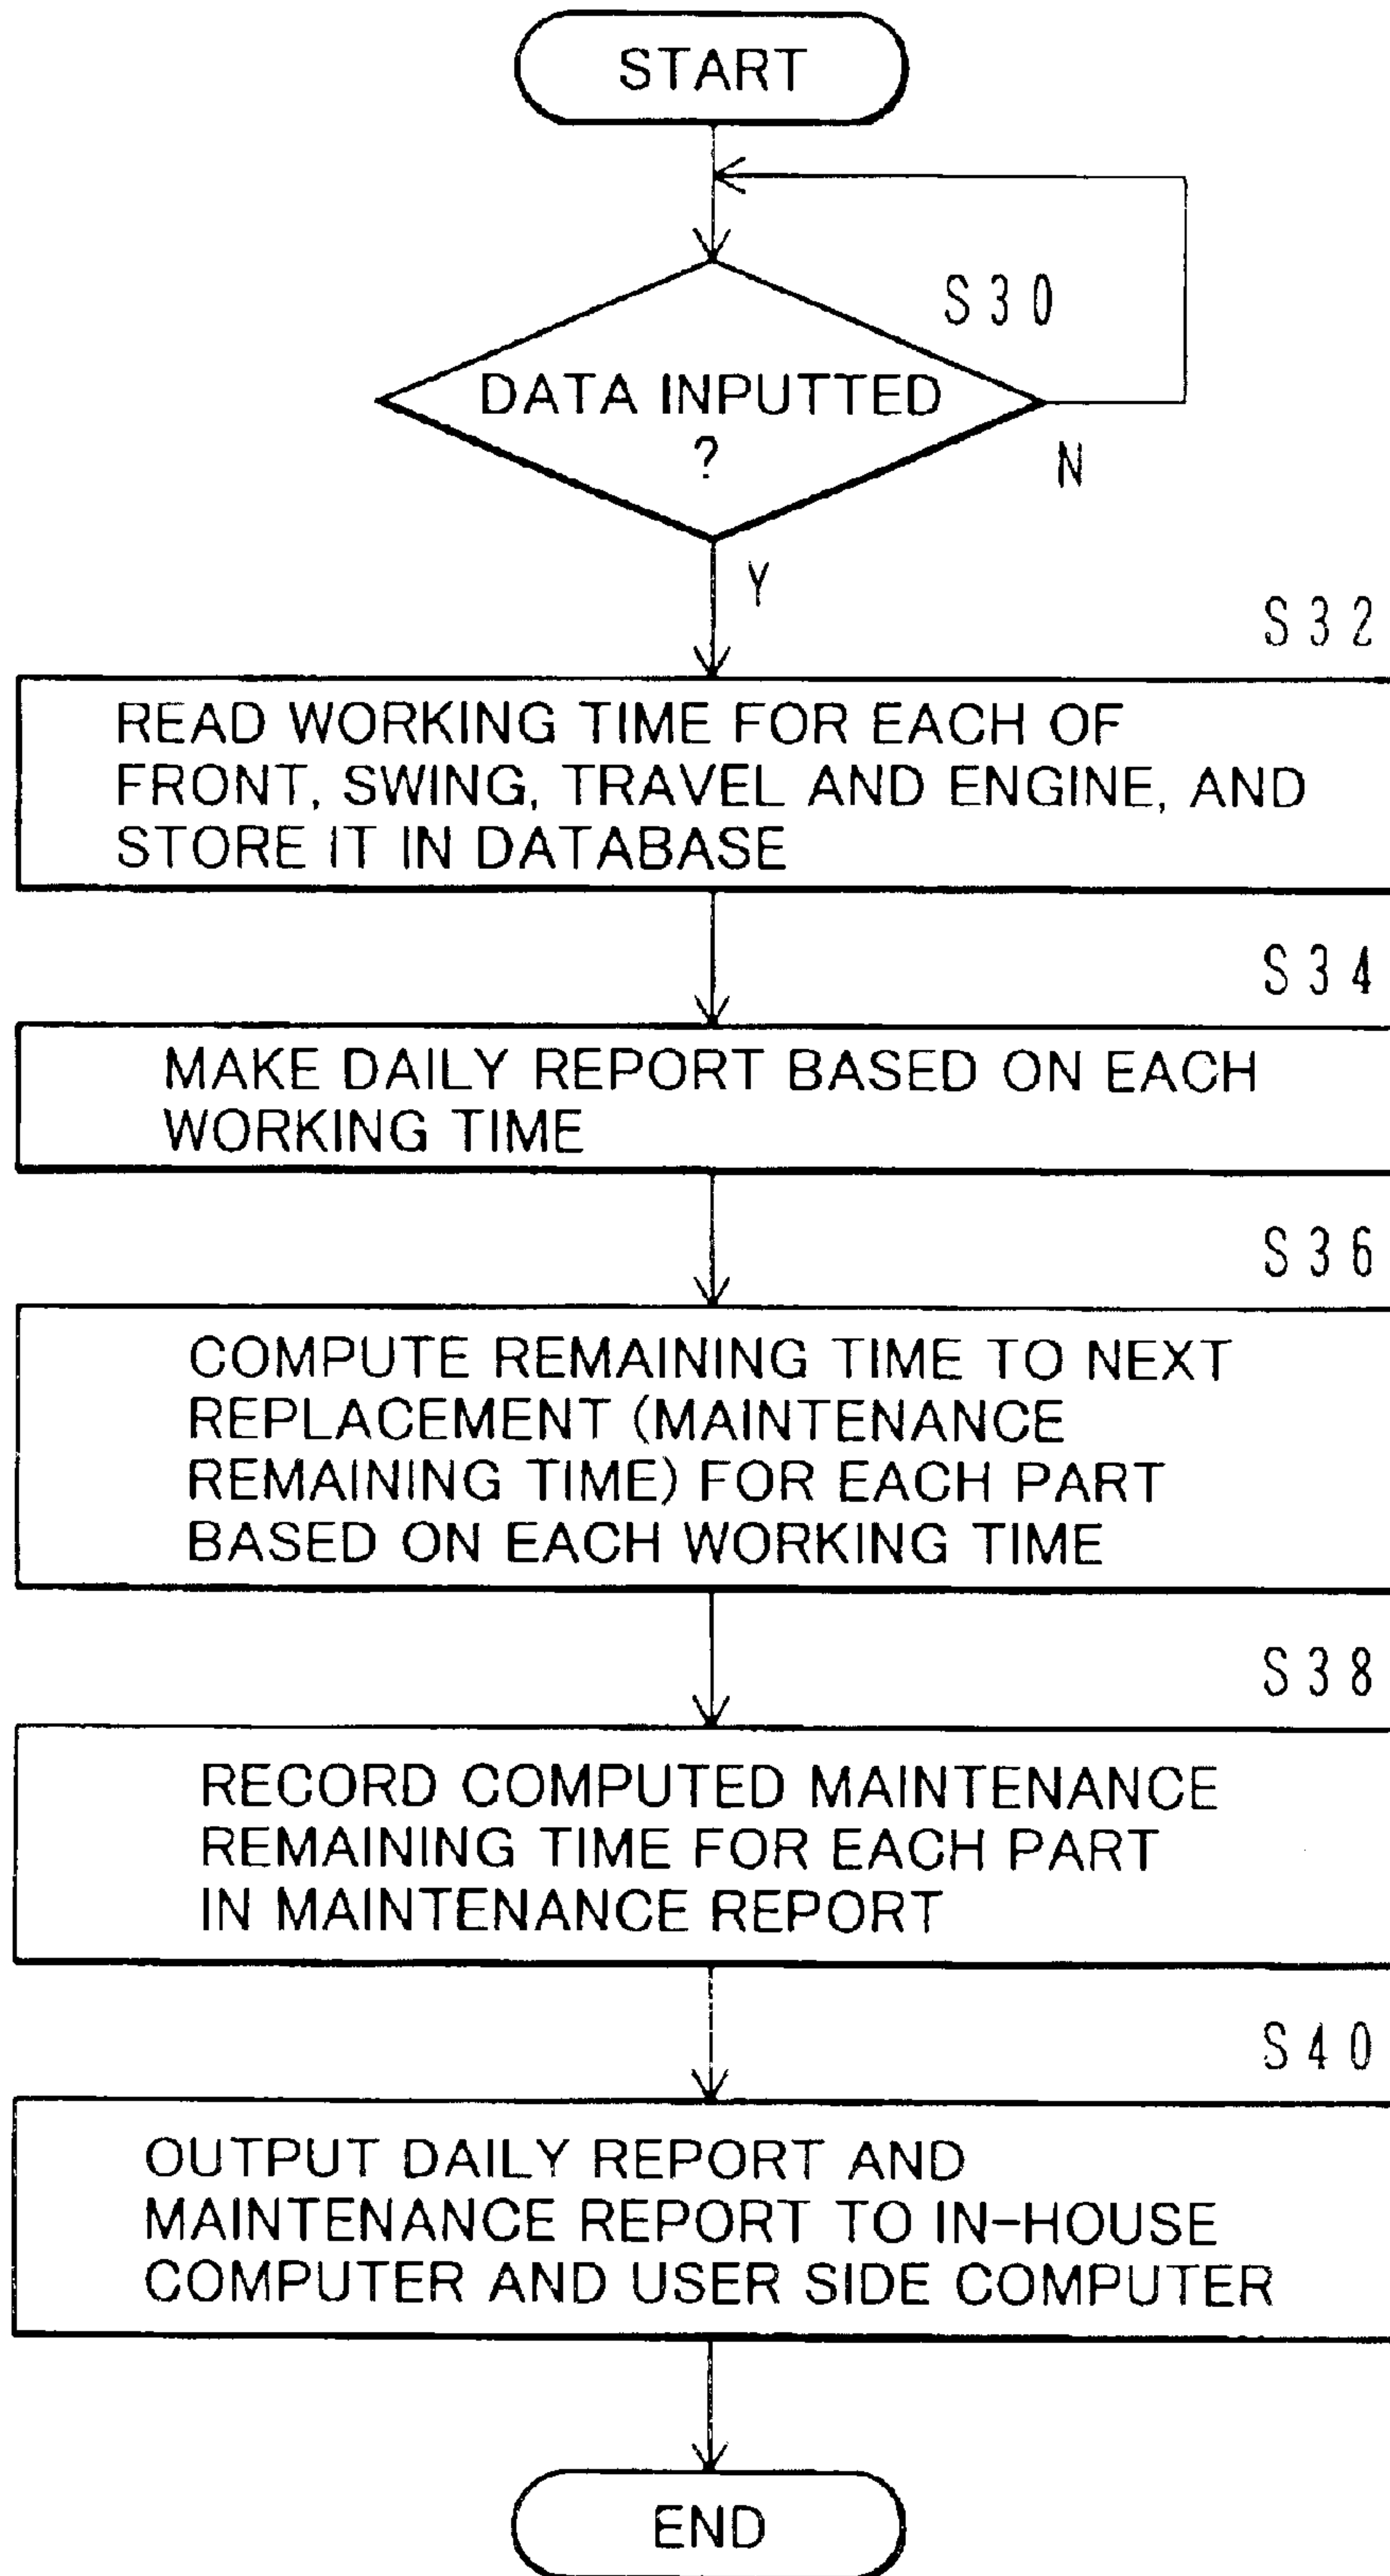 START
S30
DATA INPUTTED
?
N
Y
S32
READ WORKING TIME FOR EACH OF
FRONT, SWING, TRAVEL AND ENGINE, AND
STORE IT IN DATABASE
S34
MAKE DAILY REPORT BASED ON EACH
WORKING TIME
S36
COMPUTE REMAINING TIME TO NEXT
REPLACEMENT (MAINTENANCE
REMAINING TIME) FOR EACH PART
BASED ON EACH WORKING TIME
S38
RECORD COMPUTED MAINTENANCE
REMAINING TIME FOR EACH PART
IN MAINTENANCE REPORT
S40
OUTPUT DAILY REPORT AND
MAINTENANCE REPORT TO IN-HOUSE
COMPUTER AND USER SIDE COMPUTER
END